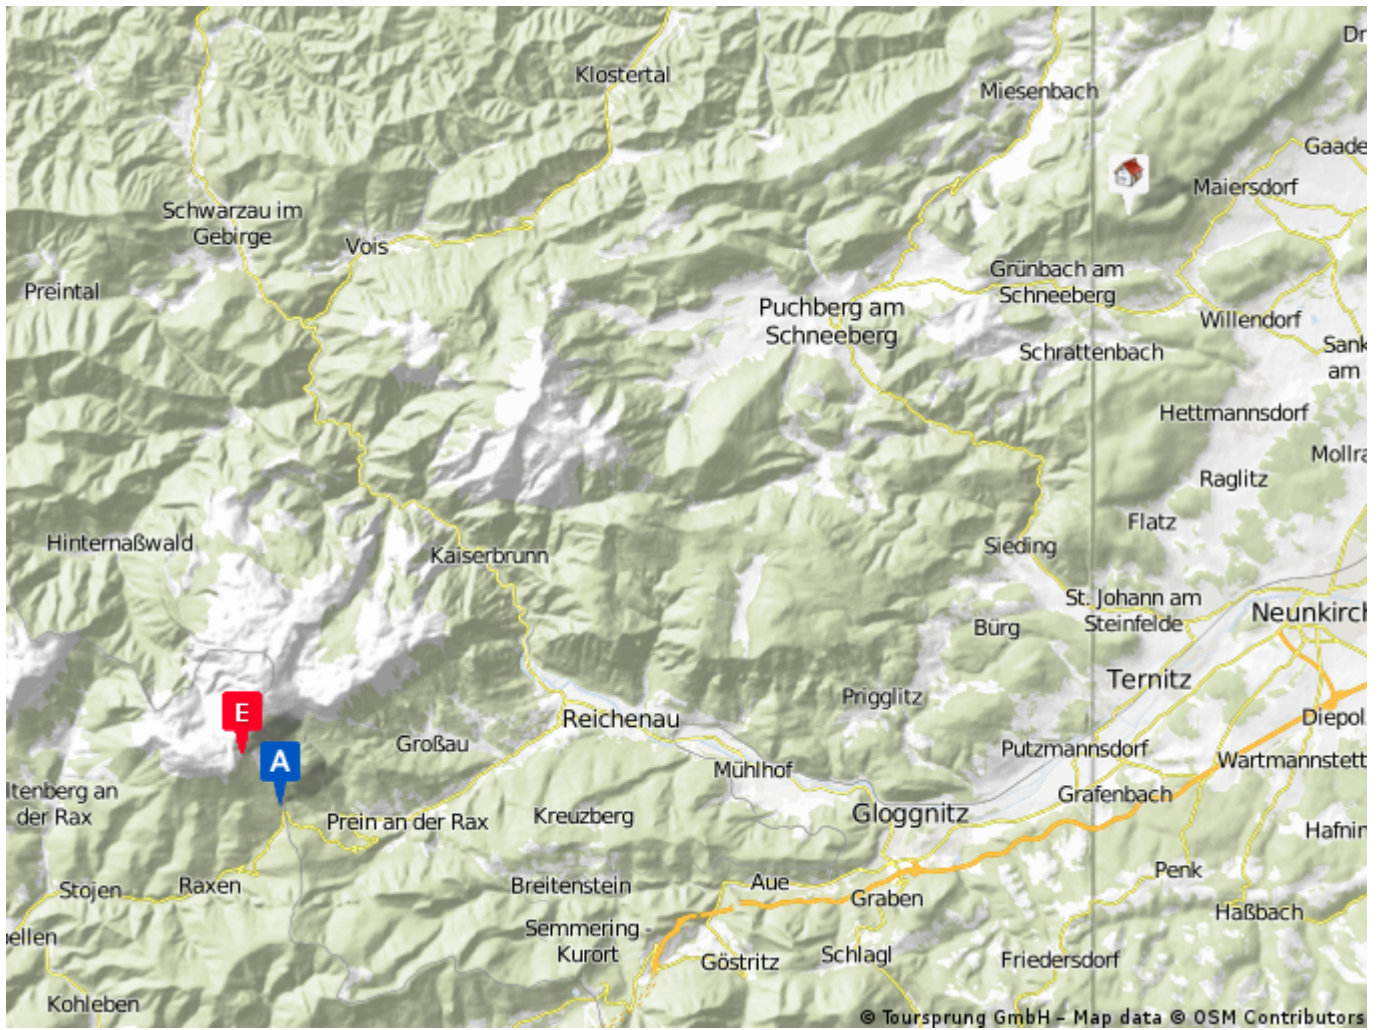 Dr
Klostertal
Miesenbach
Gaade
Maiersdorf
Schwarzau im
Gebirge
Vois
Grünbach am
Schneeberg
Preintal
Puchberg am
Schneeberg
Willendorf
Schrattenbach
Sank
am
Hettmannsdorf
Mollra
Raglitz
Flatz
Hinternaßwald
Kaiserbrunn
Sieding
St. Johann am
Steinfelde
Neunkirch
Bürg
Ternitz
Prigglitz
E
Reichenau
Diepol
Großau
Putzmannsdorf
A
Mühlhof
Wartmannstett
ltenberg an
der Rax
Grafenbach
Prein an der Rax
Kreuzberg
Gloggnitz
Hafnin
Stojen
Raxen
Breitenstein
Aue
Penk
Graben
Haßbach
ellen
Semmering -
Kurort
Göstritz
Schlagl
Friedersdorf
Kohleben
© Toursprung GmbH – Map data © OSM Contributors